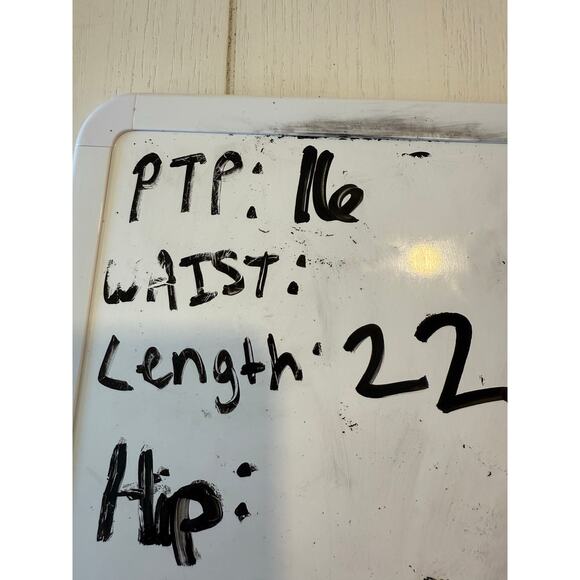 PTP: 16
WAIST:
Length: 22
Hip: